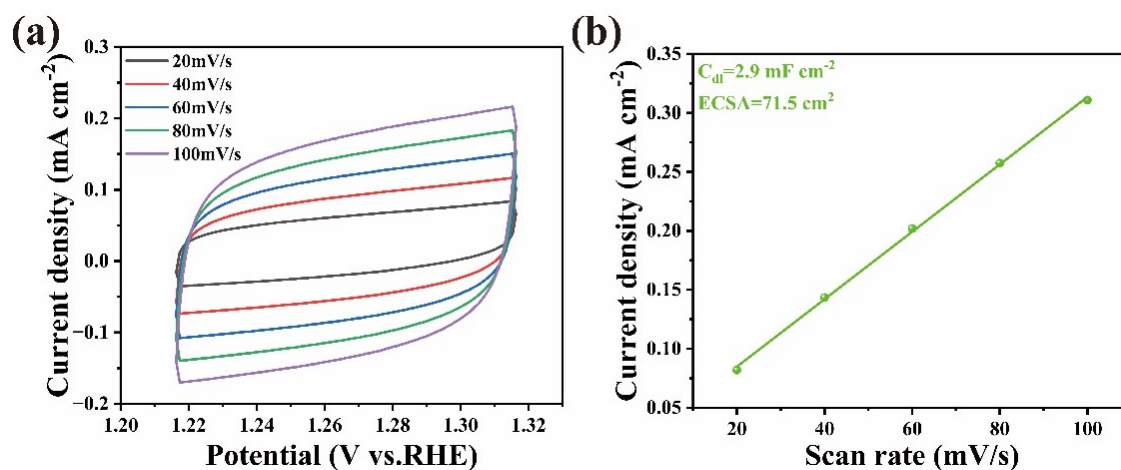 (a)
0.3
0.2
0.1
0.0
−0.1
−0.2
Current density (mA cm⁻²)
20mV/s
40mV/s
60mV/s
80mV/s
100mV/s
1.20 1.22 1.24 1.26 1.28 1.30 1.32
Potential (V vs.RHE)
(b)
0.35
0.30
0.25
0.20
0.15
0.10
0.05
Current density (mA cm⁻²)
C_dl=2.9 mF cm⁻²
ECSA=71.5 cm²
20 40 60 80 100
Scan rate (mV/s)